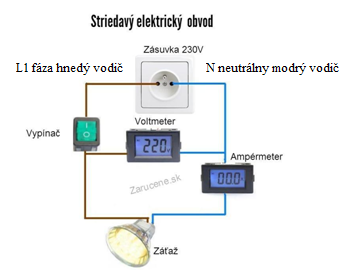 Striedavý elektrický obvod
Zásuvka 230V
L1 fáza hnedý vodič
N neutrálny modrý vodič
Vypínač
Voltmeter
220
Ampérmeter
00.0
Zarucene.sk
Záťaž